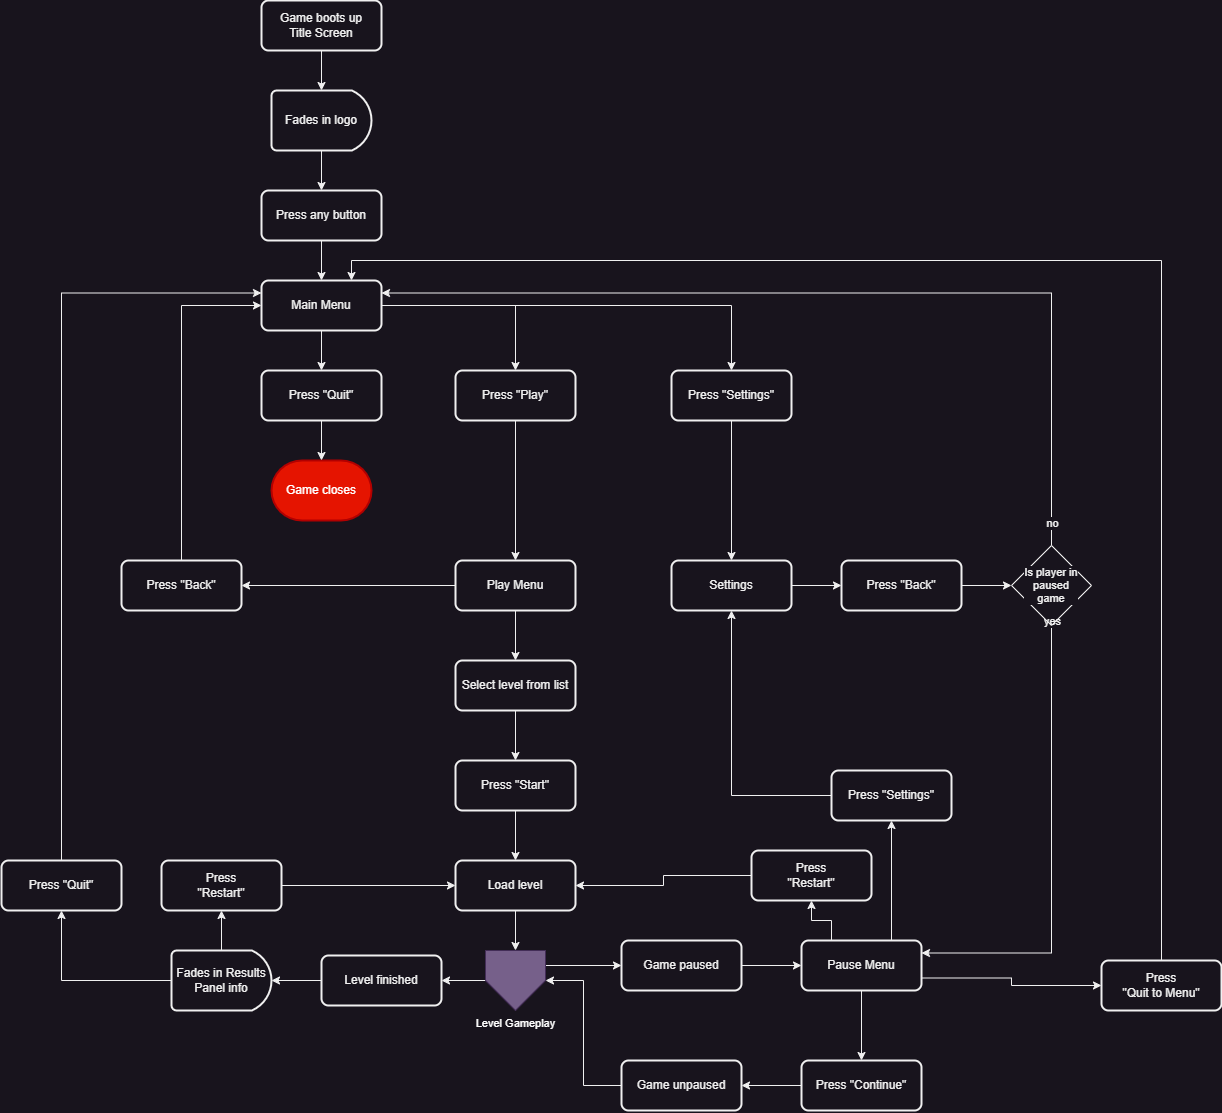 Game boots up
Title Screen
Fades in logo
Press any button
Main Menu
Press "Quit"
Press "Play"
Press "Settings"
Game closes
no
Press "Back"
Play Menu
Settings
Press "Back"
Is player in
paused
game
yes
Select level from list
Press "Start"
Press "Settings"
Press "Quit"
Press
"Restart"
Load level
Press
"Restart"
Fades in Results
Panel info
Level finished
Level Gameplay
Game paused
Pause Menu
Press
"Quit to Menu"
Game unpaused
Press "Continue"